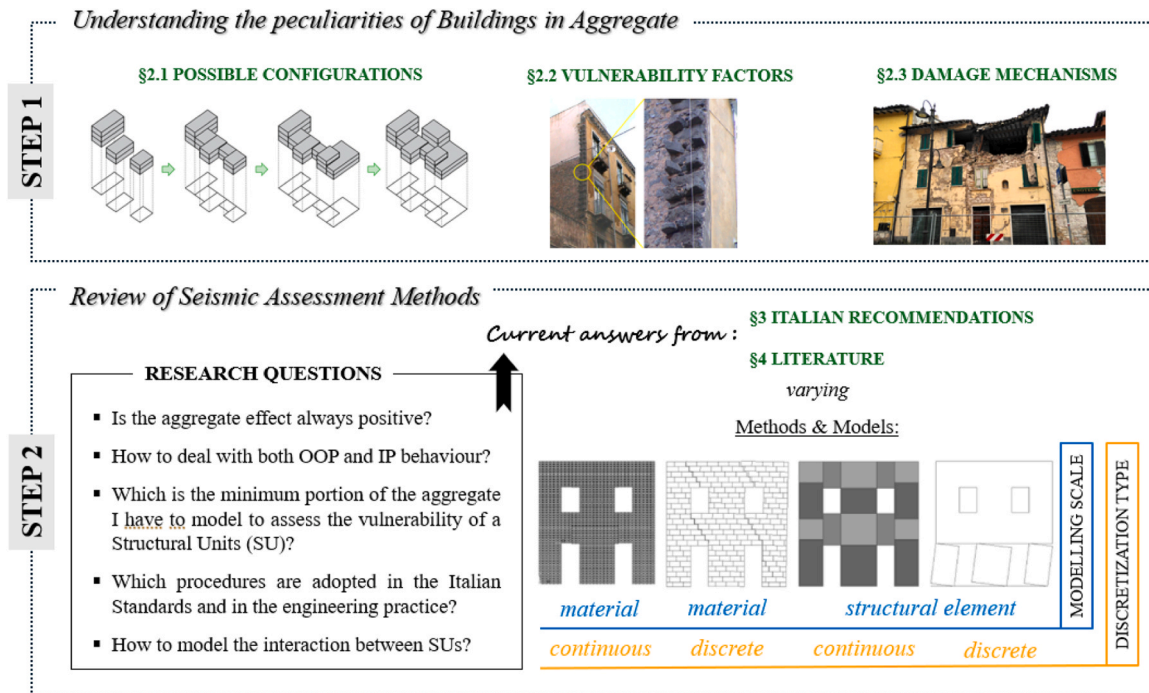 Understanding the peculiarities of Buildings in Aggregate
STEP 1
§2.1 POSSIBLE CONFIGURATIONS
§2.2 VULNERABILITY FACTORS
§2.3 DAMAGE MECHANISMS
Review of Seismic Assessment Methods
STEP 2
Current answers from :
§3 ITALIAN RECOMMENDATIONS
§4 LITERATURE
varying
Methods & Models:
RESEARCH QUESTIONS
▪ Is the aggregate effect always positive?
▪ How to deal with both OOP and IP behaviour?
▪ Which is the minimum portion of the aggregate
I have to model to assess the vulnerability of a
Structural Units (SU)?
▪ Which procedures are adopted in the Italian
Standards and in the engineering practice?
▪ How to model the interaction between SUs?
material
material
structural element
MODELLING SCALE
continuous
discrete
continuous
discrete
DISCRETIZATION TYPE